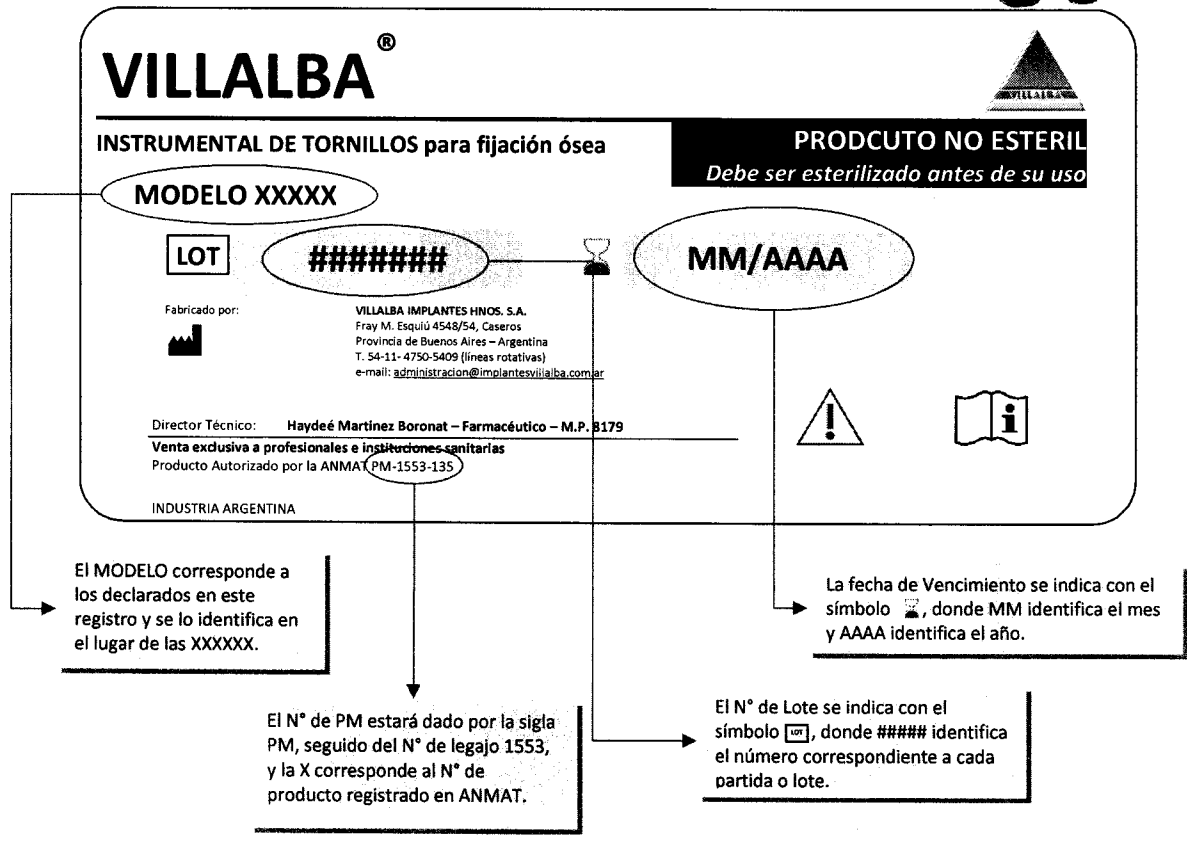 VILLALBA®
VILLALBA
INSTRUMENTAL DE TORNILLOS para fijación ósea
PRODCUTO NO ESTERIL
Debe ser esterilizado antes de su uso
MODELO XXXXX
LOT
#######
MM/AAAA
Fabricado por:
VILLALBA IMPLANTES HNOS. S.A.
Fray M. Esquiú 4548/54, Caseros
Provincia de Buenos Aires – Argentina
T. 54-11- 4750-5409 (líneas rotativas)
e-mail: administracion@implantesvillalba.com.ar
Director Técnico: Haydeé Martinez Boronat – Farmacéutico – M.P. 8179
Venta exclusiva a profesionales e instituciones sanitarias
Producto Autorizado por la ANMAT PM-1553-135
INDUSTRIA ARGENTINA
El MODELO corresponde a
los declarados en este
registro y se lo identifica en
el lugar de las XXXXXX.
La fecha de Vencimiento se indica con el
símbolo , donde MM identifica el mes
y AAAA identifica el año.
El N° de PM estará dado por la sigla
PM, seguido del N° de legajo 1553,
y la X corresponde al N° de
producto registrado en ANMAT.
El N° de Lote se indica con el
símbolo LOT, donde ##### identifica
el número correspondiente a cada
partida o lote.